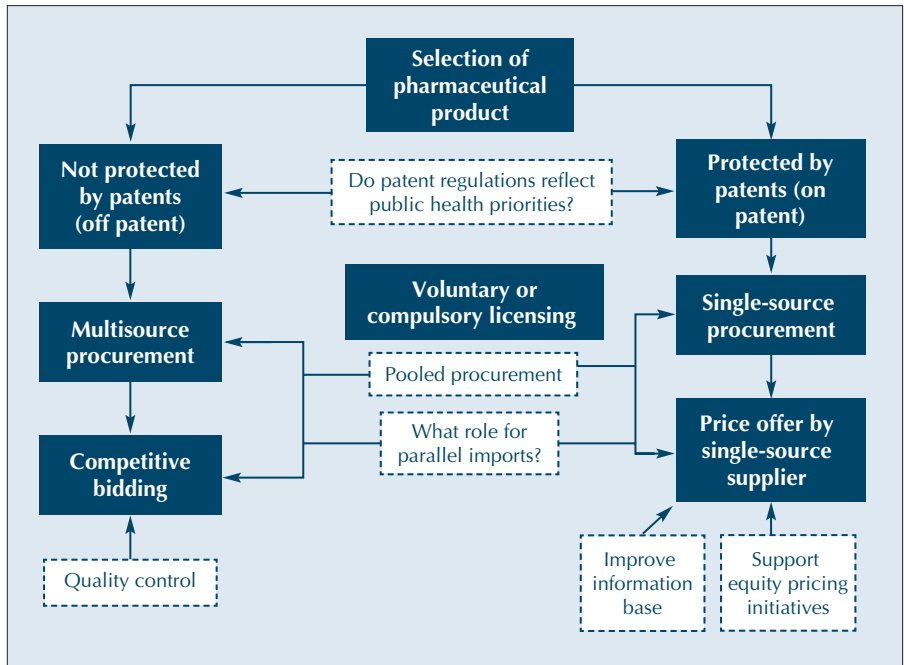 Selection of
pharmaceutical
product
Not protected
by patents
(off patent)
Do patent regulations reflect
public health priorities?
Protected by
patents (on
patent)
Voluntary or
compulsory licensing
Multisource
procurement
Single-source
procurement
Pooled procurement
What role for
parallel imports?
Competitive
bidding
Price offer by
single-source
supplier
Quality control
Improve
information
base
Support
equity pricing
initiatives